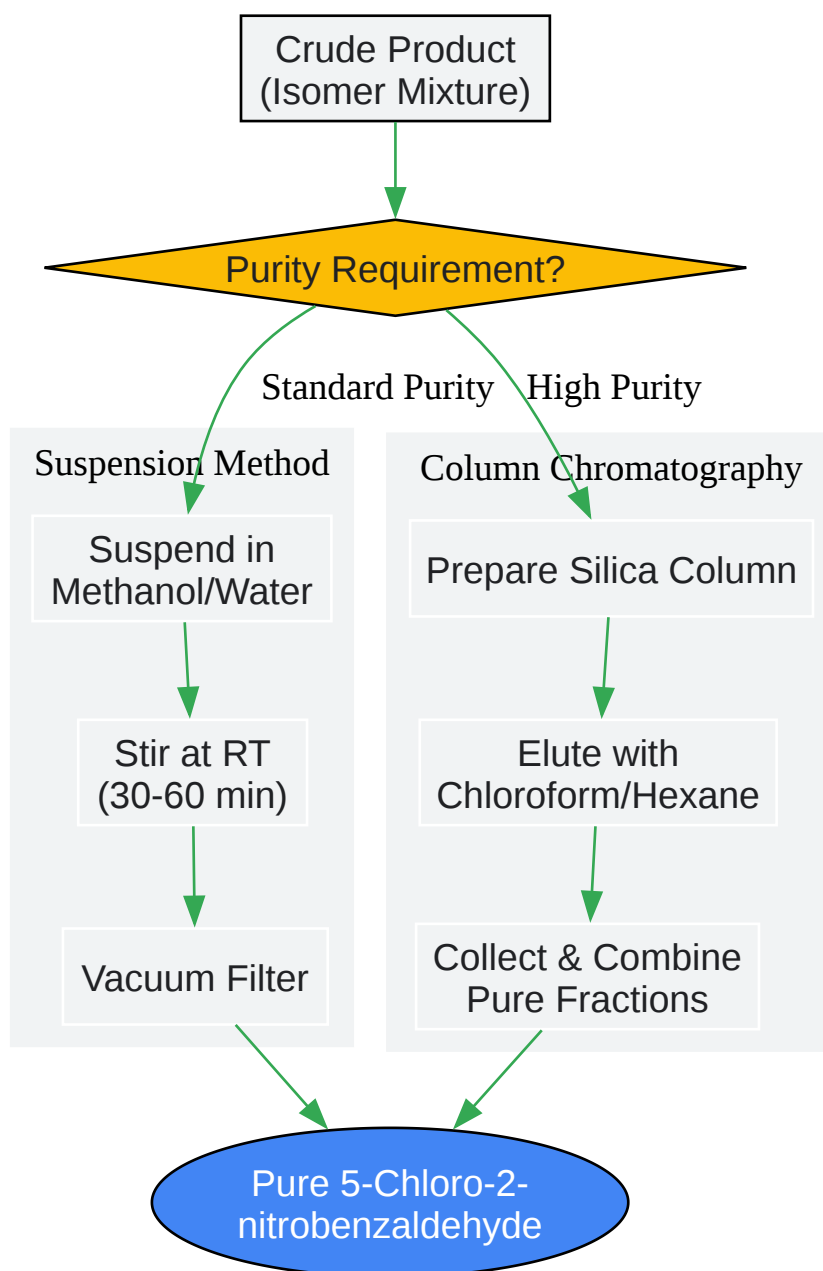 Crude Product
(Isomer Mixture)
Purity Requirement?
Standard Purity
High Purity
Suspension Method
Suspend in
Methanol/Water
Stir at RT
(30-60 min)
Vacuum Filter
Column Chromatography
Prepare Silica Column
Elute with
Chloroform/Hexane
Collect & Combine
Pure Fractions
Pure 5-Chloro-2-
nitrobenzaldehyde